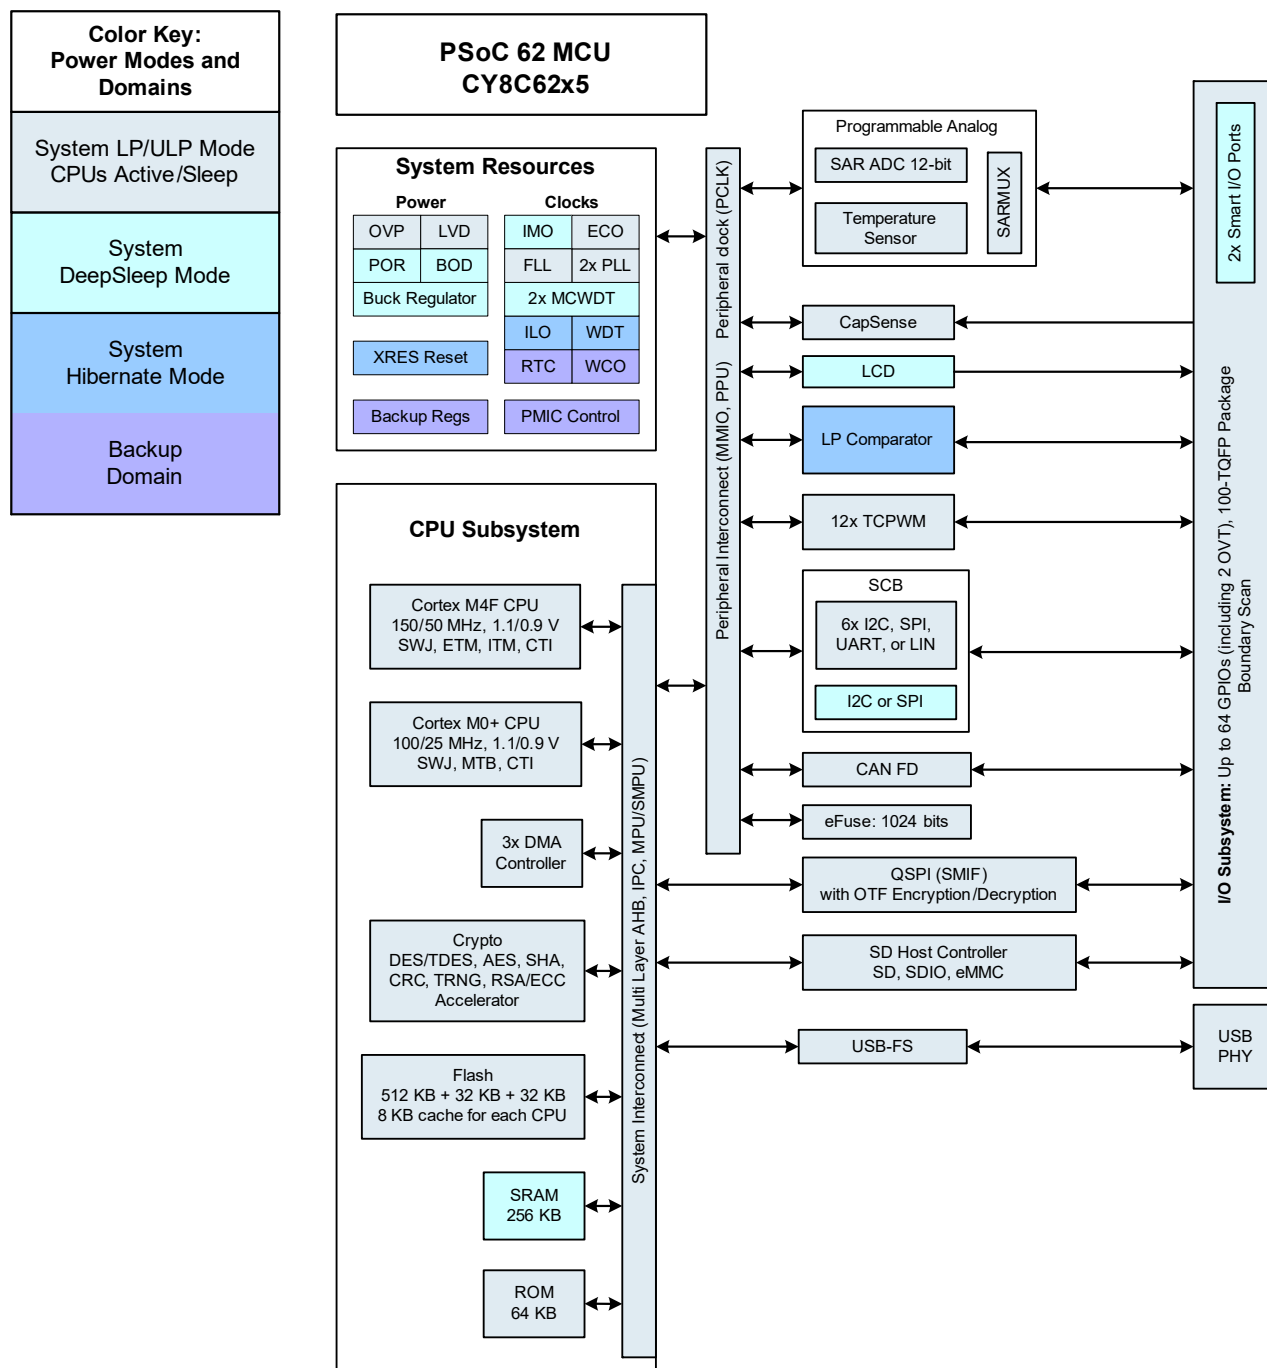 Color Key:
Power Modes and
Domains
System LP/ULP Mode
CPUs Active/Sleep
System
DeepSleep Mode
System
Hibernate Mode
Backup
Domain
PSoC 62 MCU
CY8C62x5
System Resources
Power
Clocks
OVP
LVD
POR
BOD
Buck Regulator
XRES Reset
Backup Regs
IMO
ECO
FLL
2x PLL
2x MCWDT
ILO
WDT
RTC
WCO
PMIC Control
CPU Subsystem
Cortex M4F CPU
150/50 MHz, 1.1/0.9 V
SWJ, ETM, ITM, CTI
Cortex M0+ CPU
100/25 MHz, 1.1/0.9 V
SWJ, MTB, CTI
3x DMA
Controller
Crypto
DES/TDES, AES, SHA,
CRC, TRNG, RSA/ECC
Accelerator
Flash
512 KB + 32 KB + 32 KB
8 KB cache for each CPU
SRAM
256 KB
ROM
64 KB
System Interconnect (Multi Layer AHB, IPC, MPU/SMPU)
Peripheral Interconnect (MMIO, PPU)
Peripheral dock (PCLK)
Programmable Analog
SAR ADC 12-bit
Temperature
Sensor
SARMUX
CapSense
LCD
LP Comparator
12x TCPWM
SCB
6x I2C, SPI,
UART, or LIN
I2C or SPI
CAN FD
eFuse: 1024 bits
QSPI (SMIF)
with OTF Encryption/Decryption
SD Host Controller
SD, SDIO, eMMC
USB-FS
2x Smart I/O Ports
I/O Subsystem: Up to 64 GPIOs (including 2 OVT), 100-TQFP Package
Boundary Scan
USB
PHY